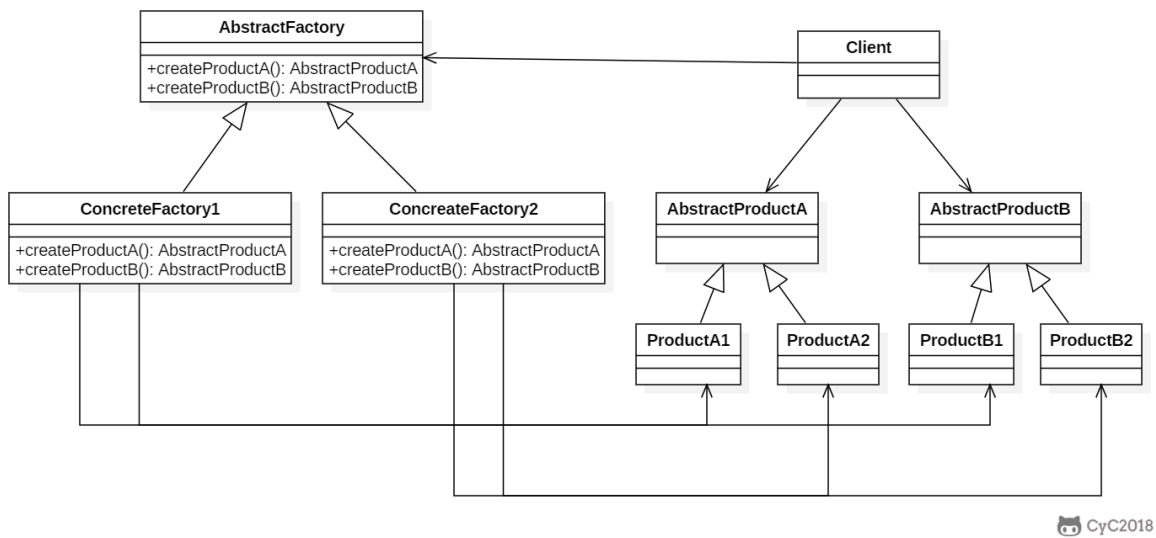 AbstractFactory
+createProductA(): AbstractProductA
+createProductB(): AbstractProductB
Client
ConcreteFactory1
+createProductA(): AbstractProductA
+createProductB(): AbstractProductB
ConcreateFactory2
+createProductA(): AbstractProductA
+createProductB(): AbstractProductB
AbstractProductA
AbstractProductB
ProductA1
ProductA2
ProductB1
ProductB2
CyC2018